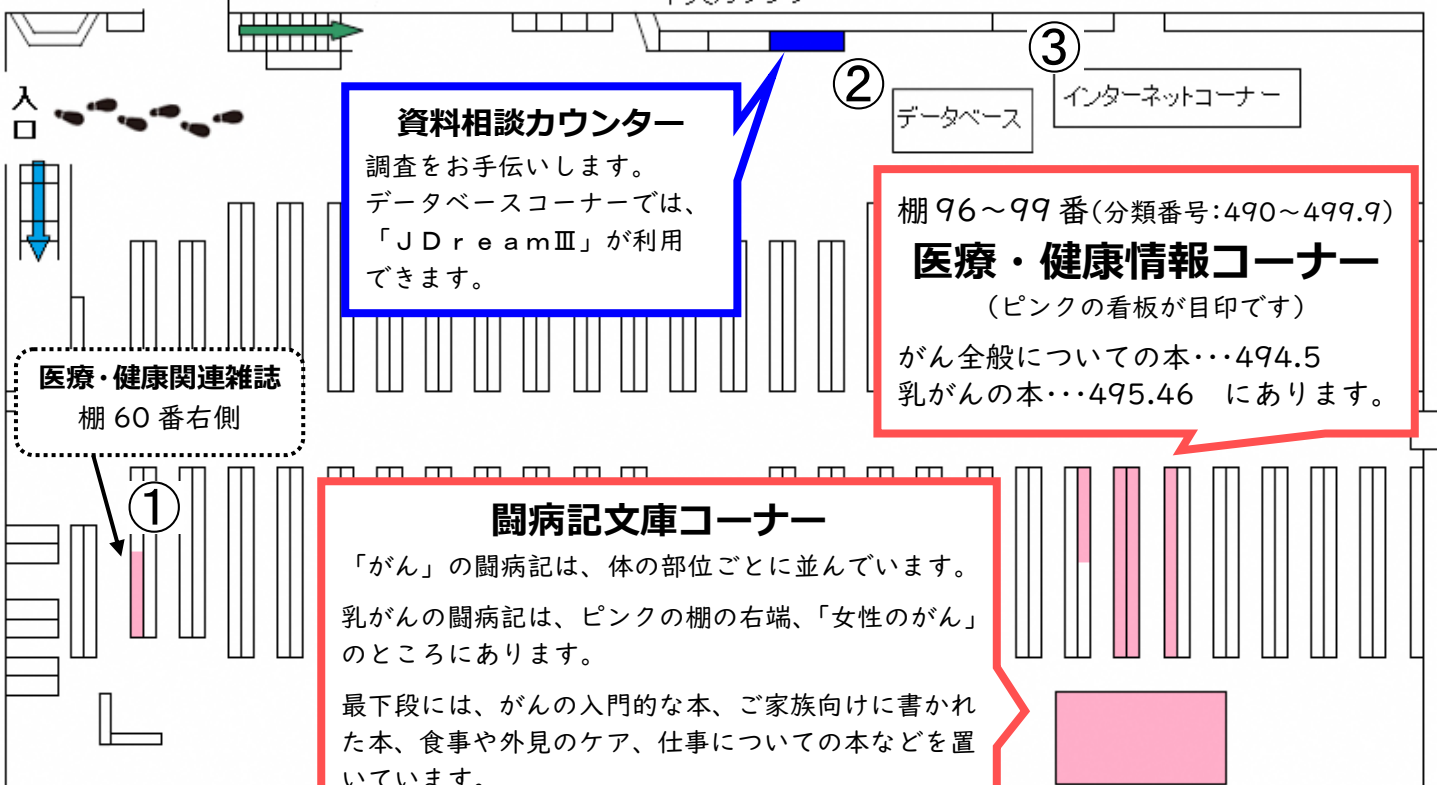 入
口
資料相談カウンター
調査をお手伝いします。
データベースコーナーでは、
「ＪＤｒｅａｍⅢ」が利用
できます。
②
データベース
③
インターネットコーナー
棚 96～99 番(分類番号：490～499.9)
医療・健康情報コーナー
（ピンクの看板が目印です）
がん全般についての本･･･494.5
乳がんの本･･･495.46　にあります。
医療・健康関連雑誌
棚 60 番右側
①
闘病記文庫コーナー
「がん」の闘病記は、体の部位ごとに並んでいます。
乳がんの闘病記は、ピンクの棚の右端、「女性のがん」
のところにあります。
最下段には、がんの入門的な本、ご家族向けに書かれ
た本、食事や外見のケア、仕事についての本などを置
いています。